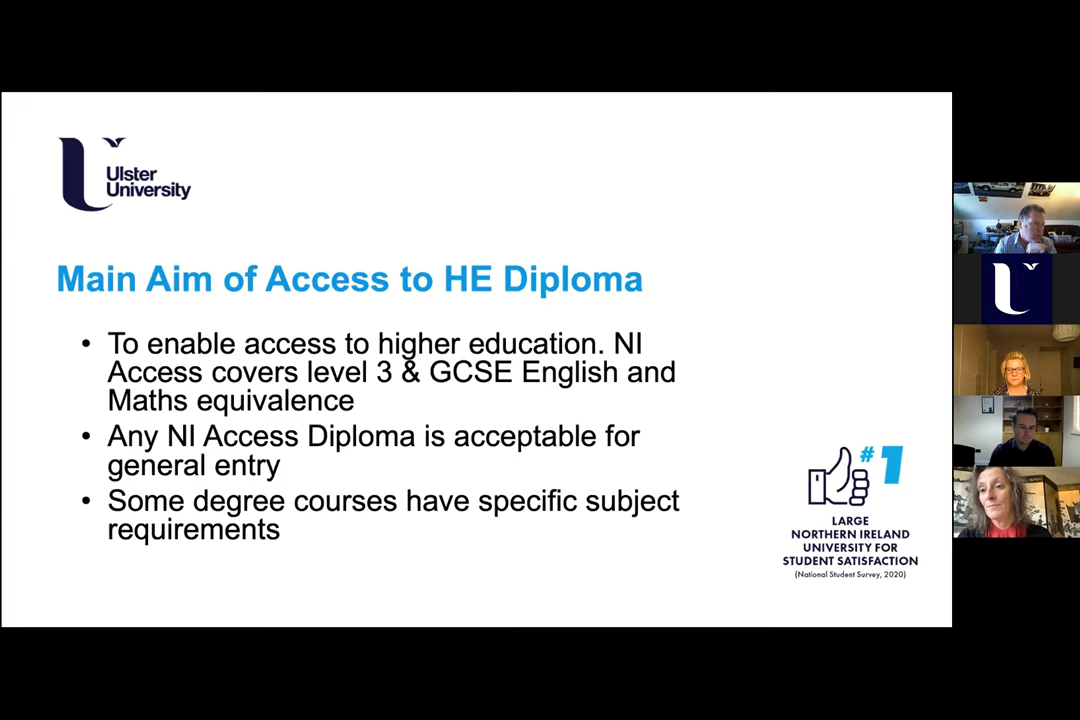 Ulster
University
Main Aim of Access to HE Diploma
• To enable access to higher education. NI
Access covers level 3 & GCSE English and
Maths equivalence
• Any NI Access Diploma is acceptable for
general entry
• Some degree courses have specific subject
requirements
#1
LARGE
NORTHERN IRELAND
UNIVERSITY FOR
STUDENT SATISFACTION
(National Student Survey, 2020)